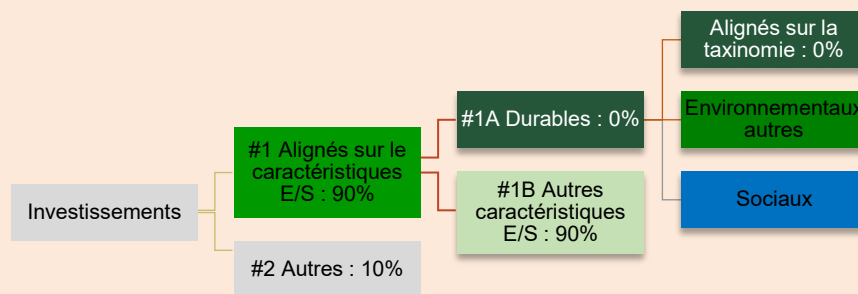 Investissements
#1 Alignés sur le
caractéristiques
E/S : 90%
#2 Autres : 10%
#1A Durables : 0%
#1B Autres
caractéristiques
E/S : 90%
Alignés sur la
taxinomie : 0%
Environnementaux
autres
Sociaux